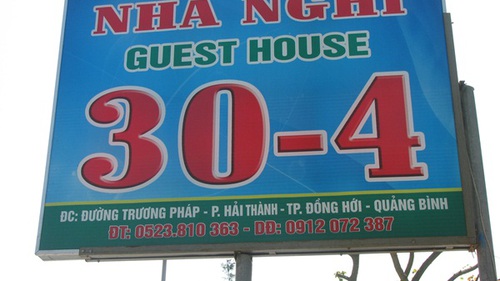 NHÀ NGHỈ
GUEST HOUSE
30-4
ĐC: ĐƯỜNG TRƯƠNG PHÁP - P. HẢI THÀNH - TP. ĐỒNG HỚI - QUẢNG BÌNH
ĐT: 0523.810 363 - DĐ: 0912 072 387